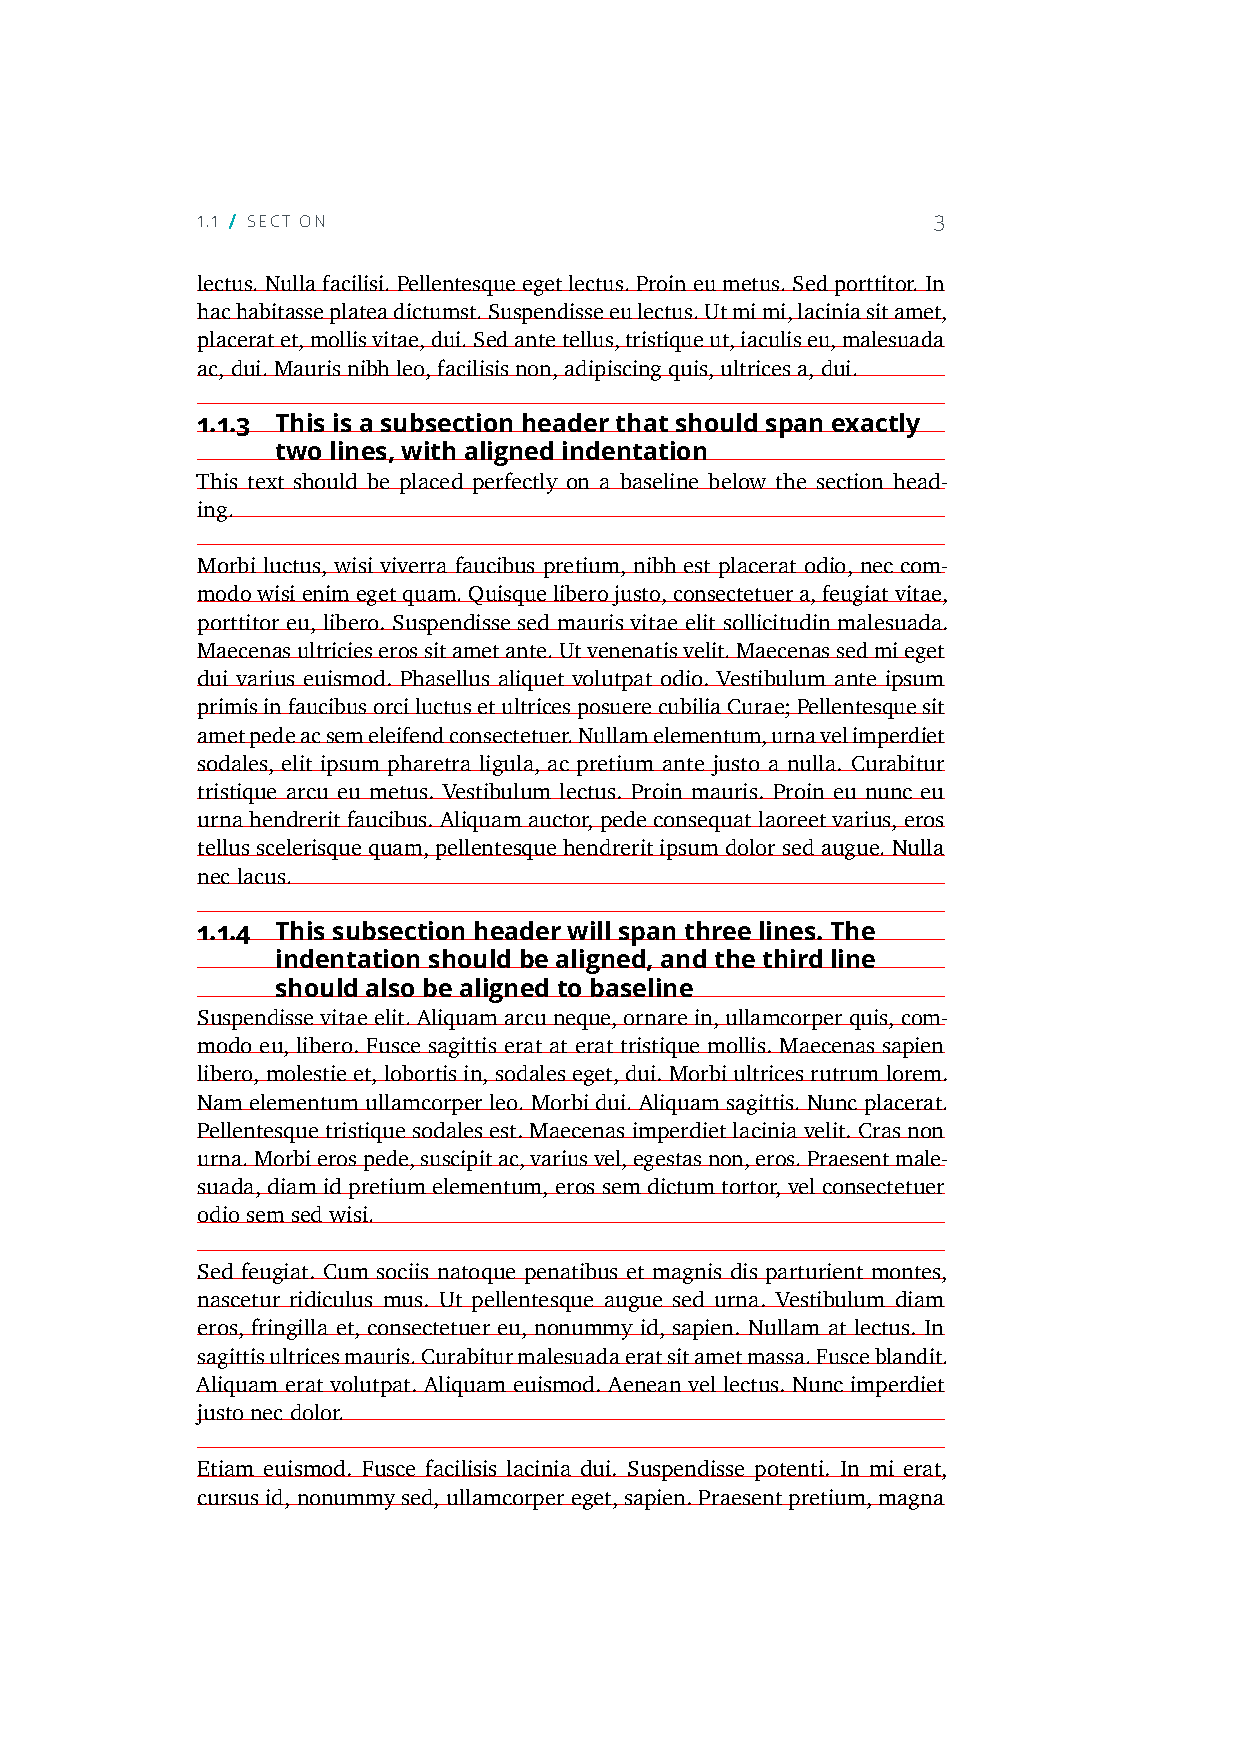 1.1 / SECT ON 3
lectus. Nulla facilisi. Pellentesque eget lectus. Proin eu metus. Sed porttitor. In
hac habitasse platea dictumst. Suspendisse eu lectus. Ut mi mi, lacinia sit amet,
placerat et, mollis vitae, dui. Sed ante tellus, tristique ut, iaculis eu, malesuada
ac, dui. Mauris nibh leo, facilisis non, adipiscing quis, ultrices a, dui.
1.1.3 This is a subsection header that should span exactly
two lines, with aligned indentation
This text should be placed perfectly on a baseline below the section head-
ing.
Morbi luctus, wisi viverra faucibus pretium, nibh est placerat odio, nec com-
modo wisi enim eget quam. Quisque libero justo, consectetuer a, feugiat vitae,
porttitor eu, libero. Suspendisse sed mauris vitae elit sollicitudin malesuada.
Maecenas ultricies eros sit amet ante. Ut venenatis velit. Maecenas sed mi eget
dui varius euismod. Phasellus aliquet volutpat odio. Vestibulum ante ipsum
primis in faucibus orci luctus et ultrices posuere cubilia Curae; Pellentesque sit
amet pede ac sem eleifend consectetuer. Nullam elementum, urna vel imperdiet
sodales, elit ipsum pharetra ligula, ac pretium ante justo a nulla. Curabitur
tristique arcu eu metus. Vestibulum lectus. Proin mauris. Proin eu nunc eu
urna hendrerit faucibus. Aliquam auctor, pede consequat laoreet varius, eros
tellus scelerisque quam, pellentesque hendrerit ipsum dolor sed augue. Nulla
nec lacus.
1.1.4 This subsection header will span three lines. The
indentation should be aligned, and the third line
should also be aligned to baseline
Suspendisse vitae elit. Aliquam arcu neque, ornare in, ullamcorper quis, com-
modo eu, libero. Fusce sagittis erat at erat tristique mollis. Maecenas sapien
libero, molestie et, lobortis in, sodales eget, dui. Morbi ultrices rutrum lorem.
Nam elementum ullamcorper leo. Morbi dui. Aliquam sagittis. Nunc placerat.
Pellentesque tristique sodales est. Maecenas imperdiet lacinia velit. Cras non
urna. Morbi eros pede, suscipit ac, varius vel, egestas non, eros. Praesent male-
suada, diam id pretium elementum, eros sem dictum tortor, vel consectetuer
odio sem sed wisi.
Sed feugiat. Cum sociis natoque penatibus et magnis dis parturient montes,
nascetur ridiculus mus. Ut pellentesque augue sed urna. Vestibulum diam
eros, fringilla et, consectetuer eu, nonummy id, sapien. Nullam at lectus. In
sagittis ultrices mauris. Curabitur malesuada erat sit amet massa. Fusce blandit.
Aliquam erat volutpat. Aliquam euismod. Aenean vel lectus. Nunc imperdiet
justo nec dolor.
Etiam euismod. Fusce facilisis lacinia dui. Suspendisse potenti. In mi erat,
cursus id, nonummy sed, ullamcorper eget, sapien. Praesent pretium, magna